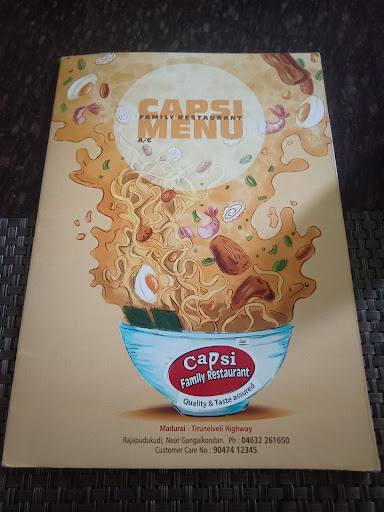 CAPSI
FAMILY RESTAURANT
MENU
A/C
Capsi
Family Restaurant
Quality & Taste assured
Madurai - Tirunelveli Highway
Rajapudukudi, Near Gangaikondan. Ph : 04632 261650
Customer Care No : 90474 12345